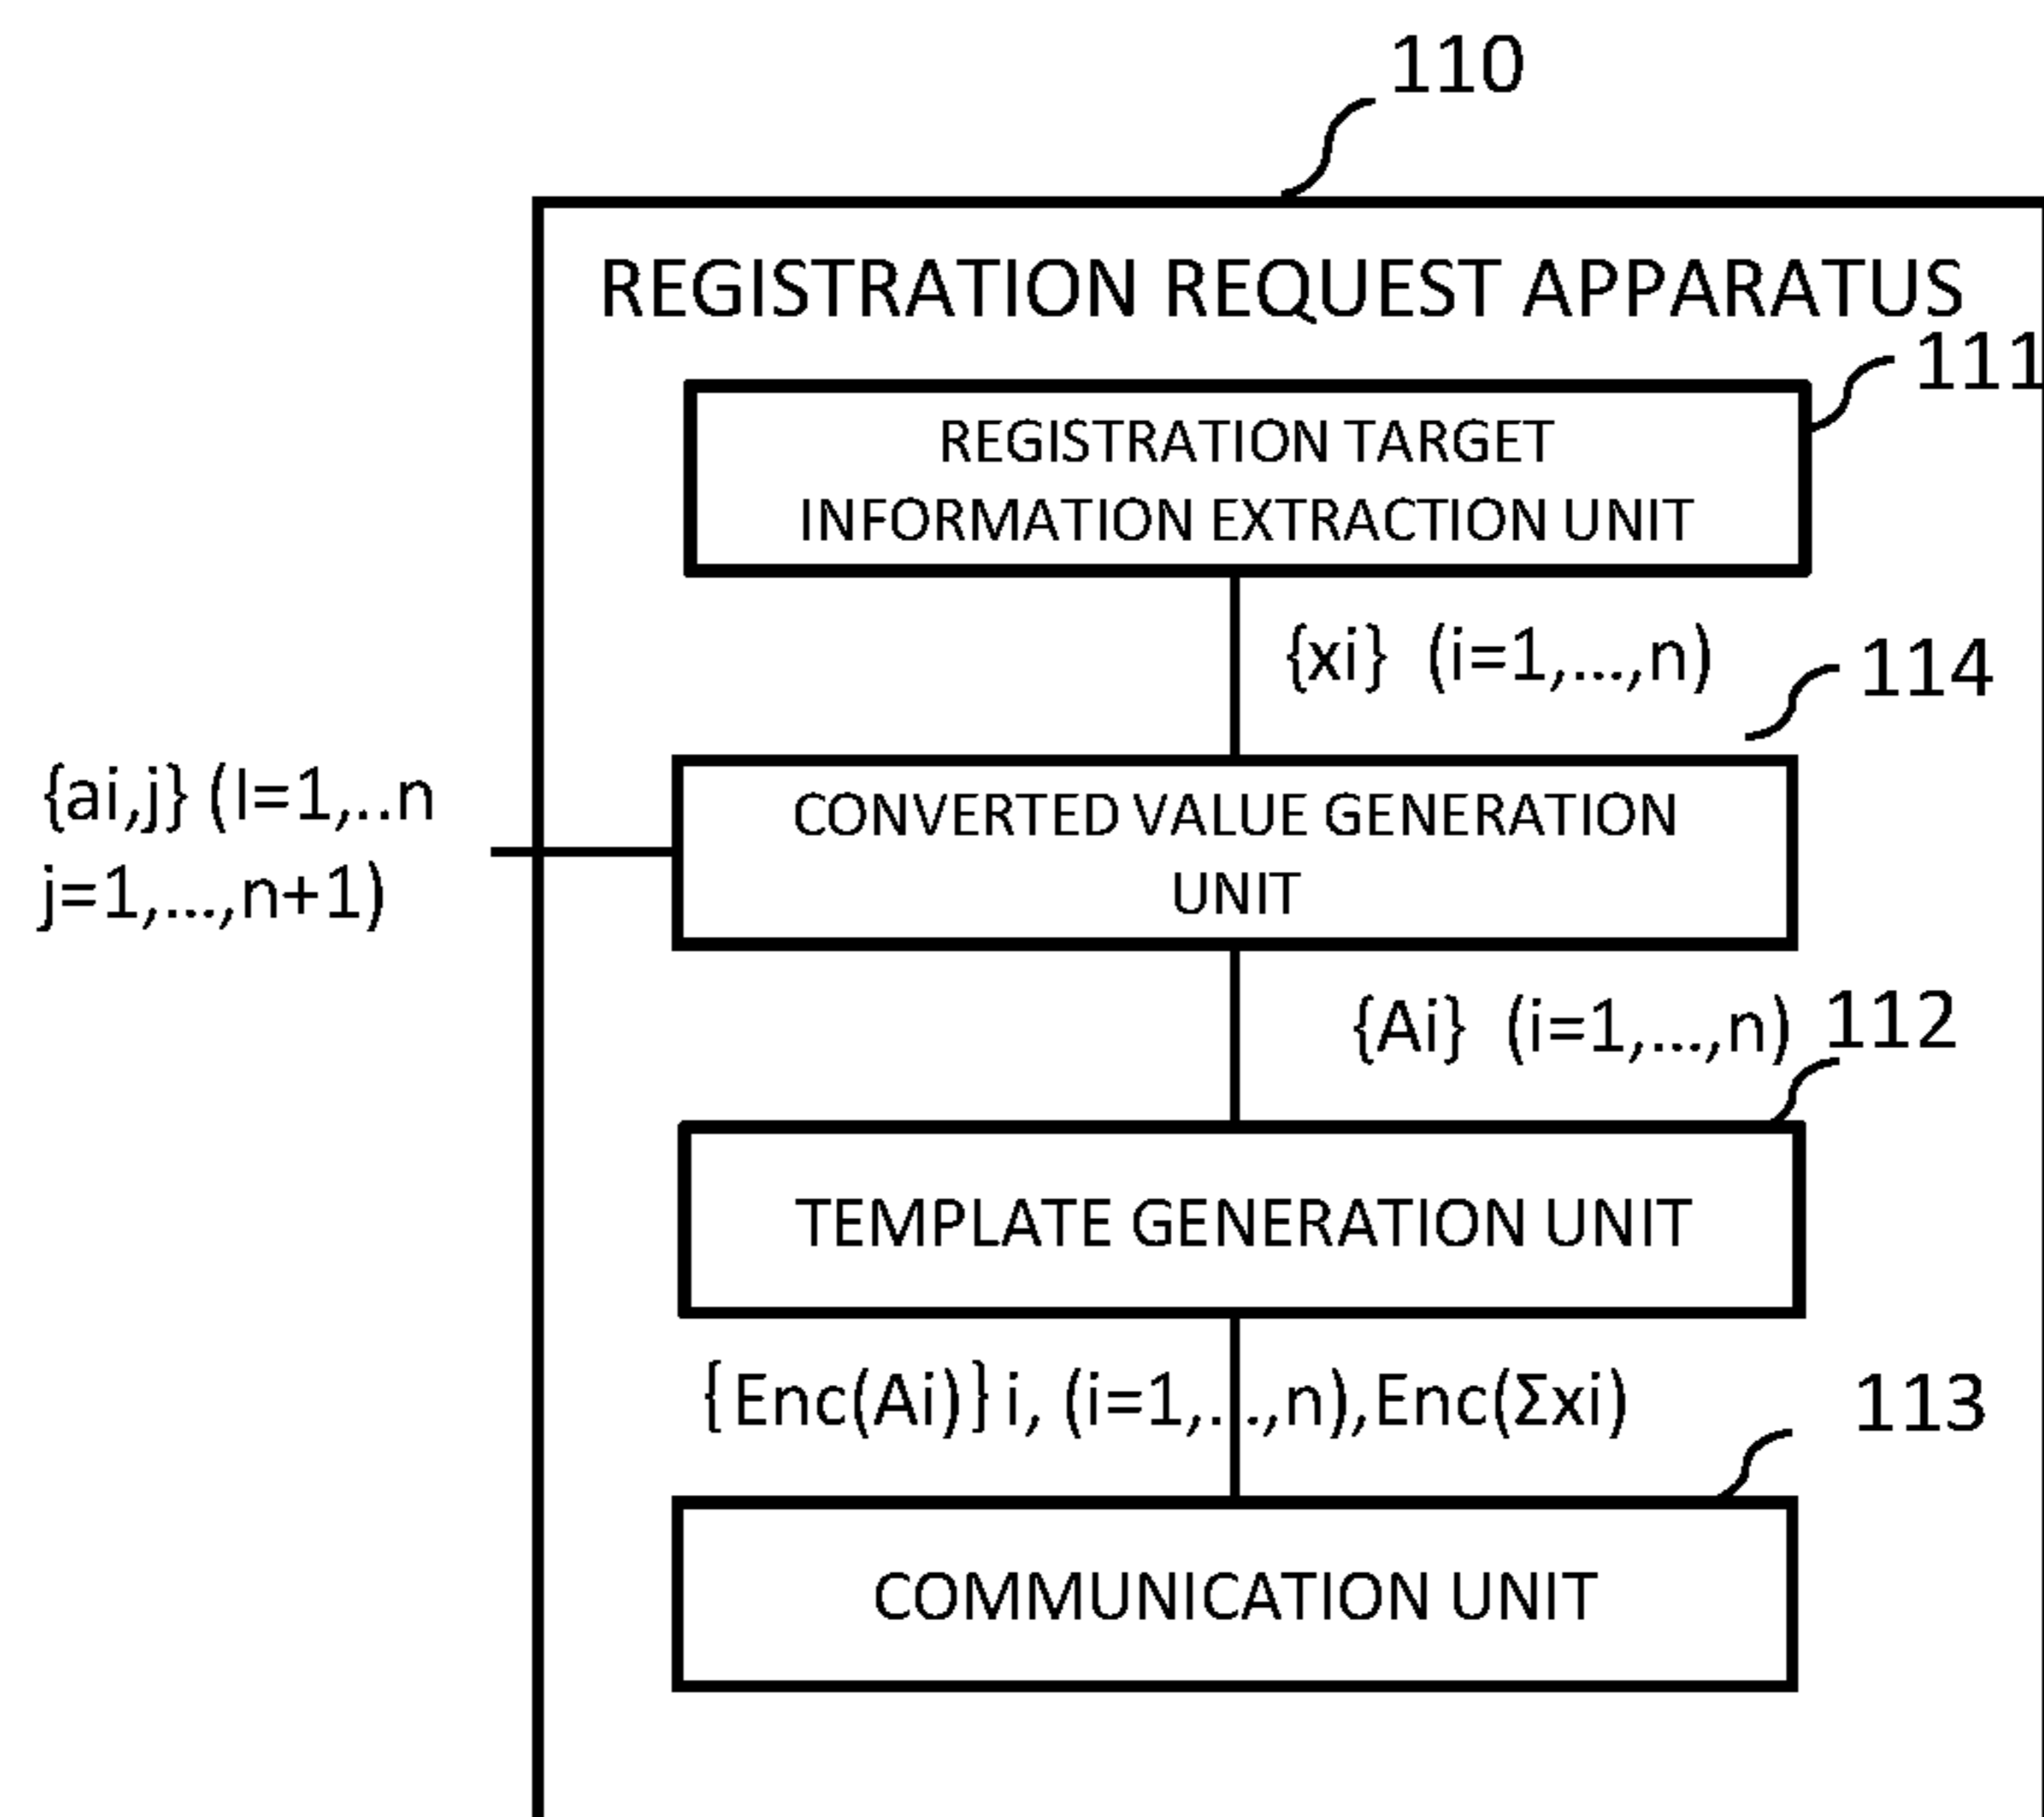 110
REGISTRATION REQUEST APPARATUS
111
REGISTRATION TARGET
INFORMATION EXTRACTION UNIT
{xi} (i=1,...,n)
114
{ai,j} (I=1,..n
j=1,...,n+1)
CONVERTED VALUE GENERATION
UNIT
{Ai} (i=1,...,n)
112
TEMPLATE GENERATION UNIT
{Enc(Ai)}i, (i=1,...,n),Enc(Σxi)
113
COMMUNICATION UNIT